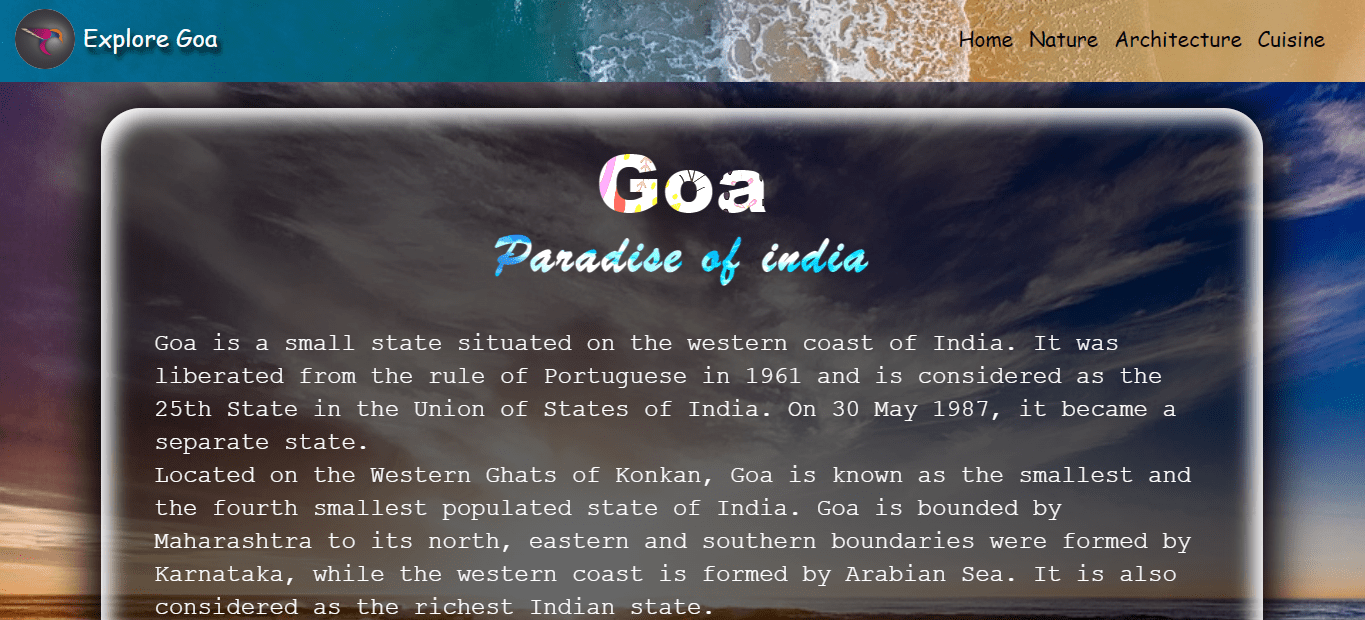 Explore Goa
Home Nature Architecture Cuisine
Goa
Paradise of india
Goa is a small state situated on the western coast of India. It was
liberated from the rule of Portuguese in 1961 and is considered as the
25th State in the Union of States of India. On 30 May 1987, it became a
separate state.
Located on the Western Ghats of Konkan, Goa is known as the smallest and
the fourth smallest populated state of India. Goa is bounded by
Maharashtra to its north, eastern and southern boundaries were formed by
Karnataka, while the western coast is formed by Arabian Sea. It is also
considered as the richest Indian state.